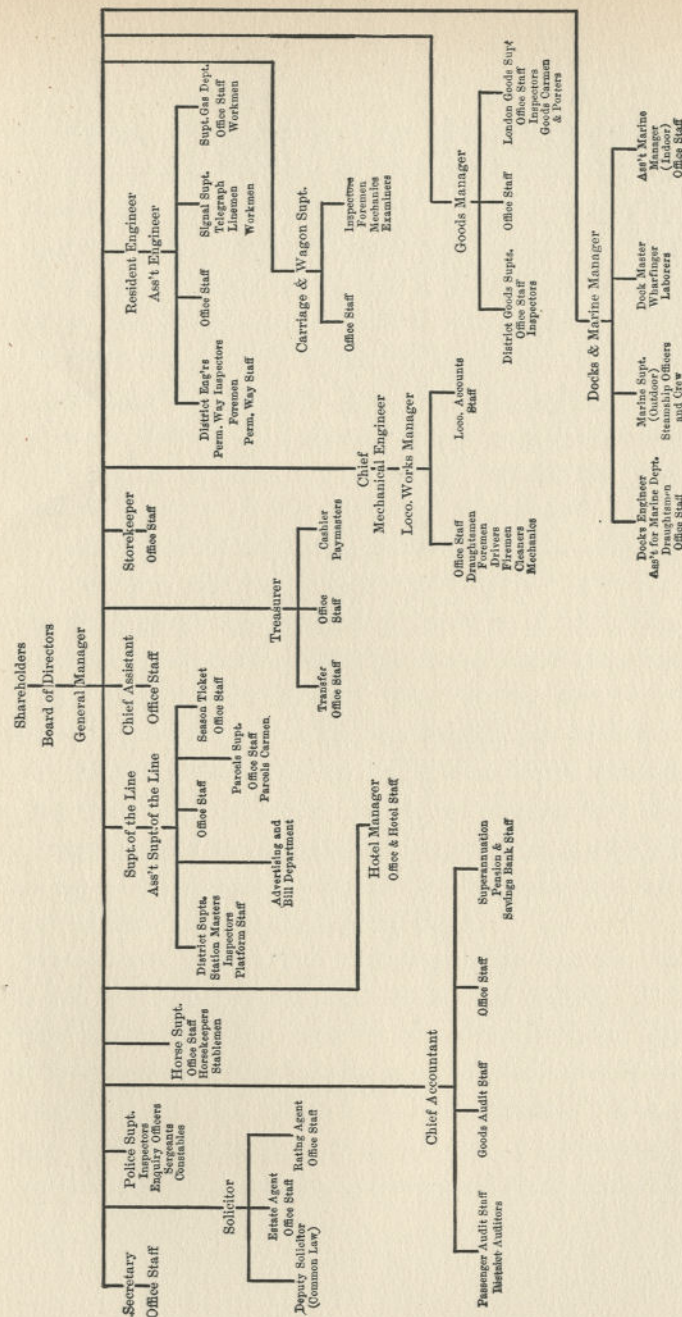 Shareholders
Board of Directors
General Manager
Secretary
Office Staff
Police Supt.
Inspectors
Enquiry Officers
Sergeants
Constables
Horse Supt.
Office Staff
Horsekeepers
Stablemen
Supt. of the Line
Ass't Supt. of the Line
Chief Assistant
Office Staff
Storekeeper
Office Staff
Resident Engineer
Ass't Engineer
Solicitor
Deputy Solicitor
(Common Law)
Estate Agent
Office Staff
Rating Agent
Office Staff
District Supts.
Station Masters
Inspectors
Platform Staff
Advertising and
Bill Department
Office Staff
Parcels Supt.
Office Staff
Parcels Carmen.
Season Ticket
Office Staff
Treasurer
Transfer
Office Staff
Office
Staff
Cashier
Paymasters
District Eng'rs
Perm. Way Inspectors
Foremen
Perm. Way Staff
Office Staff
Signal Supt.
Telegraph
Linemen
Workmen
Supt. Gas Dept.
Office Staff
Workmen
Carriage & Wagon Supt.
Office Staff
Inspectors
Foremen
Mechanics
Examiners
Hotel Manager
Office & Hotel Staff
Chief
Mechanical Engineer
Loco. Works Manager
Office Staff
Draughtsmen
Foremen
Drivers
Firemen
Cleaners
Mechanics
Loco. Accounts
Staff
Goods Manager
District Goods Supts.
Office Staff
Inspectors
Office Staff
London Goods Supt
Office Staff
Inspectors
Goods Carmen
& Porters
Chief Accountant
Passenger Audit Staff
District Auditors
Goods Audit Staff
Office Staff
Superannuation
Pension &
Savings Bank Staff
Docks & Marine Manager
Docks Engineer
Ass't for Marine Dept.
Draughtsmen
Office Staff
Marine Supt.
(Outdoor)
Steamship Officers
and Crew
Dock Master
Wharfinger
Laborers
Ass't Marine
Manager
(Indoor)
Office Staff